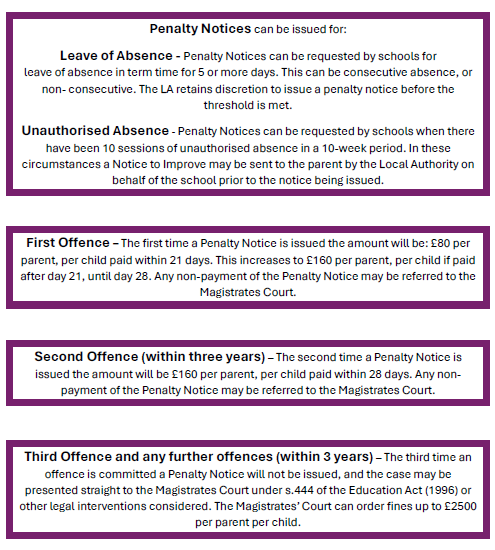 Penalty Notices can be issued for:
Leave of Absence - Penalty Notices can be requested by schools for
leave of absence in term time for 5 or more days. This can be consecutive absence, or
non- consecutive. The LA retains discretion to issue a penalty notice before the
threshold is met.
Unauthorised Absence - Penalty Notices can be requested by schools when there
have been 10 sessions of unauthorised absence in a 10-week period. In these
circumstances a Notice to Improve may be sent to the parent by the Local Authority on
behalf of the school prior to the notice being issued.
First Offence – The first time a Penalty Notice is issued the amount will be: £80 per
parent, per child paid within 21 days. This increases to £160 per parent, per child if paid
after day 21, until day 28. Any non-payment of the Penalty Notice may be referred to the
Magistrates Court.
Second Offence (within three years) – The second time a Penalty Notice is
issued the amount will be £160 per parent, per child paid within 28 days. Any non-
payment of the Penalty Notice may be referred to the Magistrates Court.
Third Offence and any further offences (within 3 years) – The third time an
offence is committed a Penalty Notice will not be issued, and the case may be
presented straight to the Magistrates Court under s.444 of the Education Act (1996) or
other legal interventions considered. The Magistrates’ Court can order fines up to £2500
per parent per child.